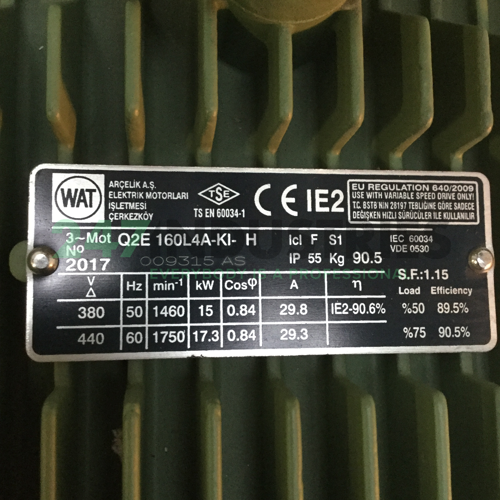 WAT
ARÇELİK A.Ş.
ELEKTRİK MOTORLARI
İŞLETMESİ
ÇERKEZKÖY
TSE
TS EN 60034-1
CE IE2
EU REGULATION 640/2009
USE WITH VARIABLE SPEED DRIVE ONLY!
T.C. BSTB NIN 28197 TEBLİĞİNE GÖRE SADECE
DEĞİŞKEN HIZLI SÜRÜCÜLER İLE KULLANILIR
3~Mot Q2E 160L4A-KI- H Icl F S1 IEC 60034
No 2017 009315 AS IP 55 Kg 90.5 VDE 0530
EVERYBODY IS A PROFESSIONAL
S.F.:1.15
V Δ Hz min-1 kW Cosφ A η Load Efficiency
380 50 1460 15 0.84 29.8 IE2-90.6% %50 89.5%
440 60 1750 17.3 0.84 29.3 %75 90.5%